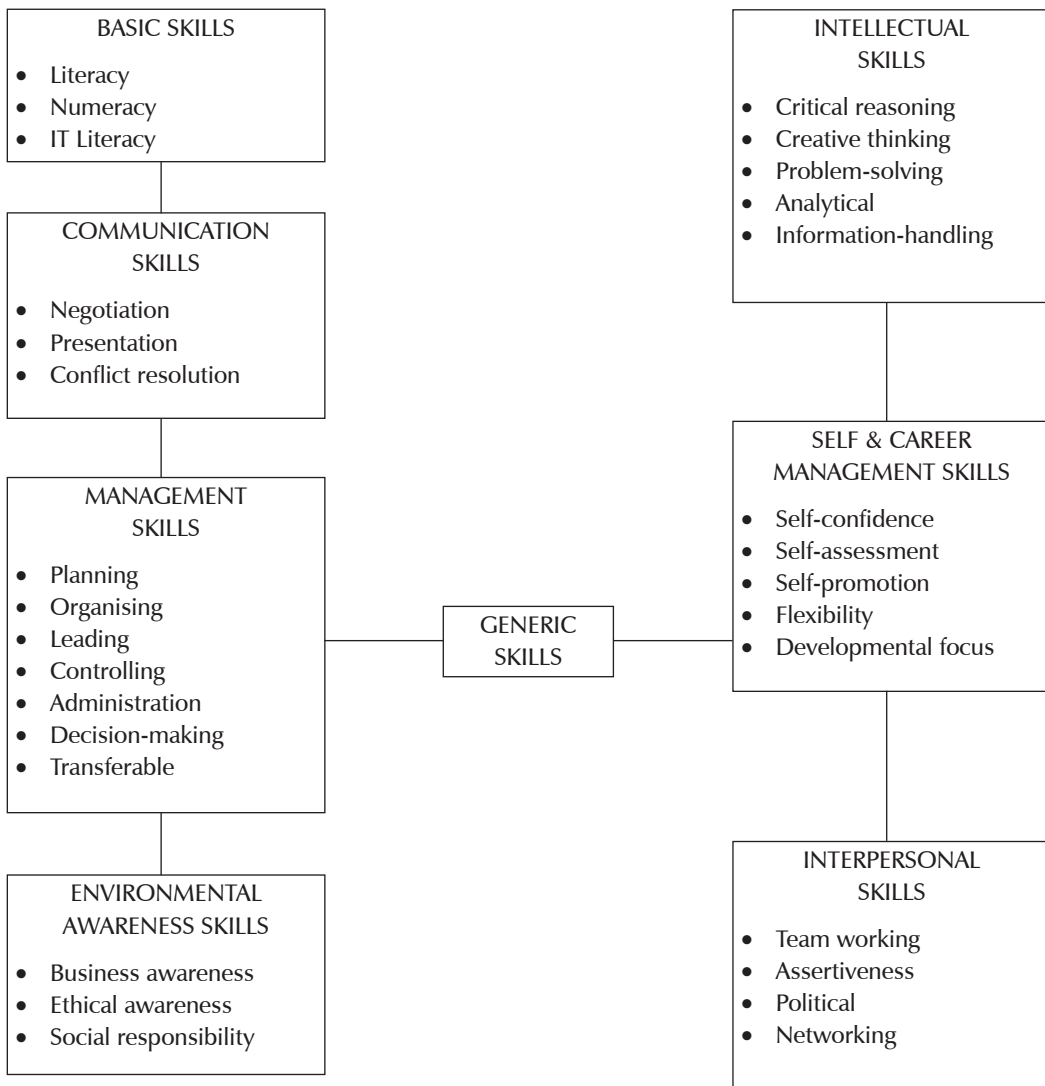 BASIC SKILLS
• Literacy
• Numeracy
• IT Literacy
COMMUNICATION
SKILLS
• Negotiation
• Presentation
• Conflict resolution
MANAGEMENT
SKILLS
• Planning
• Organising
• Leading
• Controlling
• Administration
• Decision-making
• Transferable
ENVIRONMENTAL
AWARENESS SKILLS
• Business awareness
• Ethical awareness
• Social responsibility
GENERIC
SKILLS
INTELLECTUAL
SKILLS
• Critical reasoning
• Creative thinking
• Problem-solving
• Analytical
• Information-handling
SELF & CAREER
MANAGEMENT SKILLS
• Self-confidence
• Self-assessment
• Self-promotion
• Flexibility
• Developmental focus
INTERPERSONAL
SKILLS
• Team working
• Assertiveness
• Political
• Networking